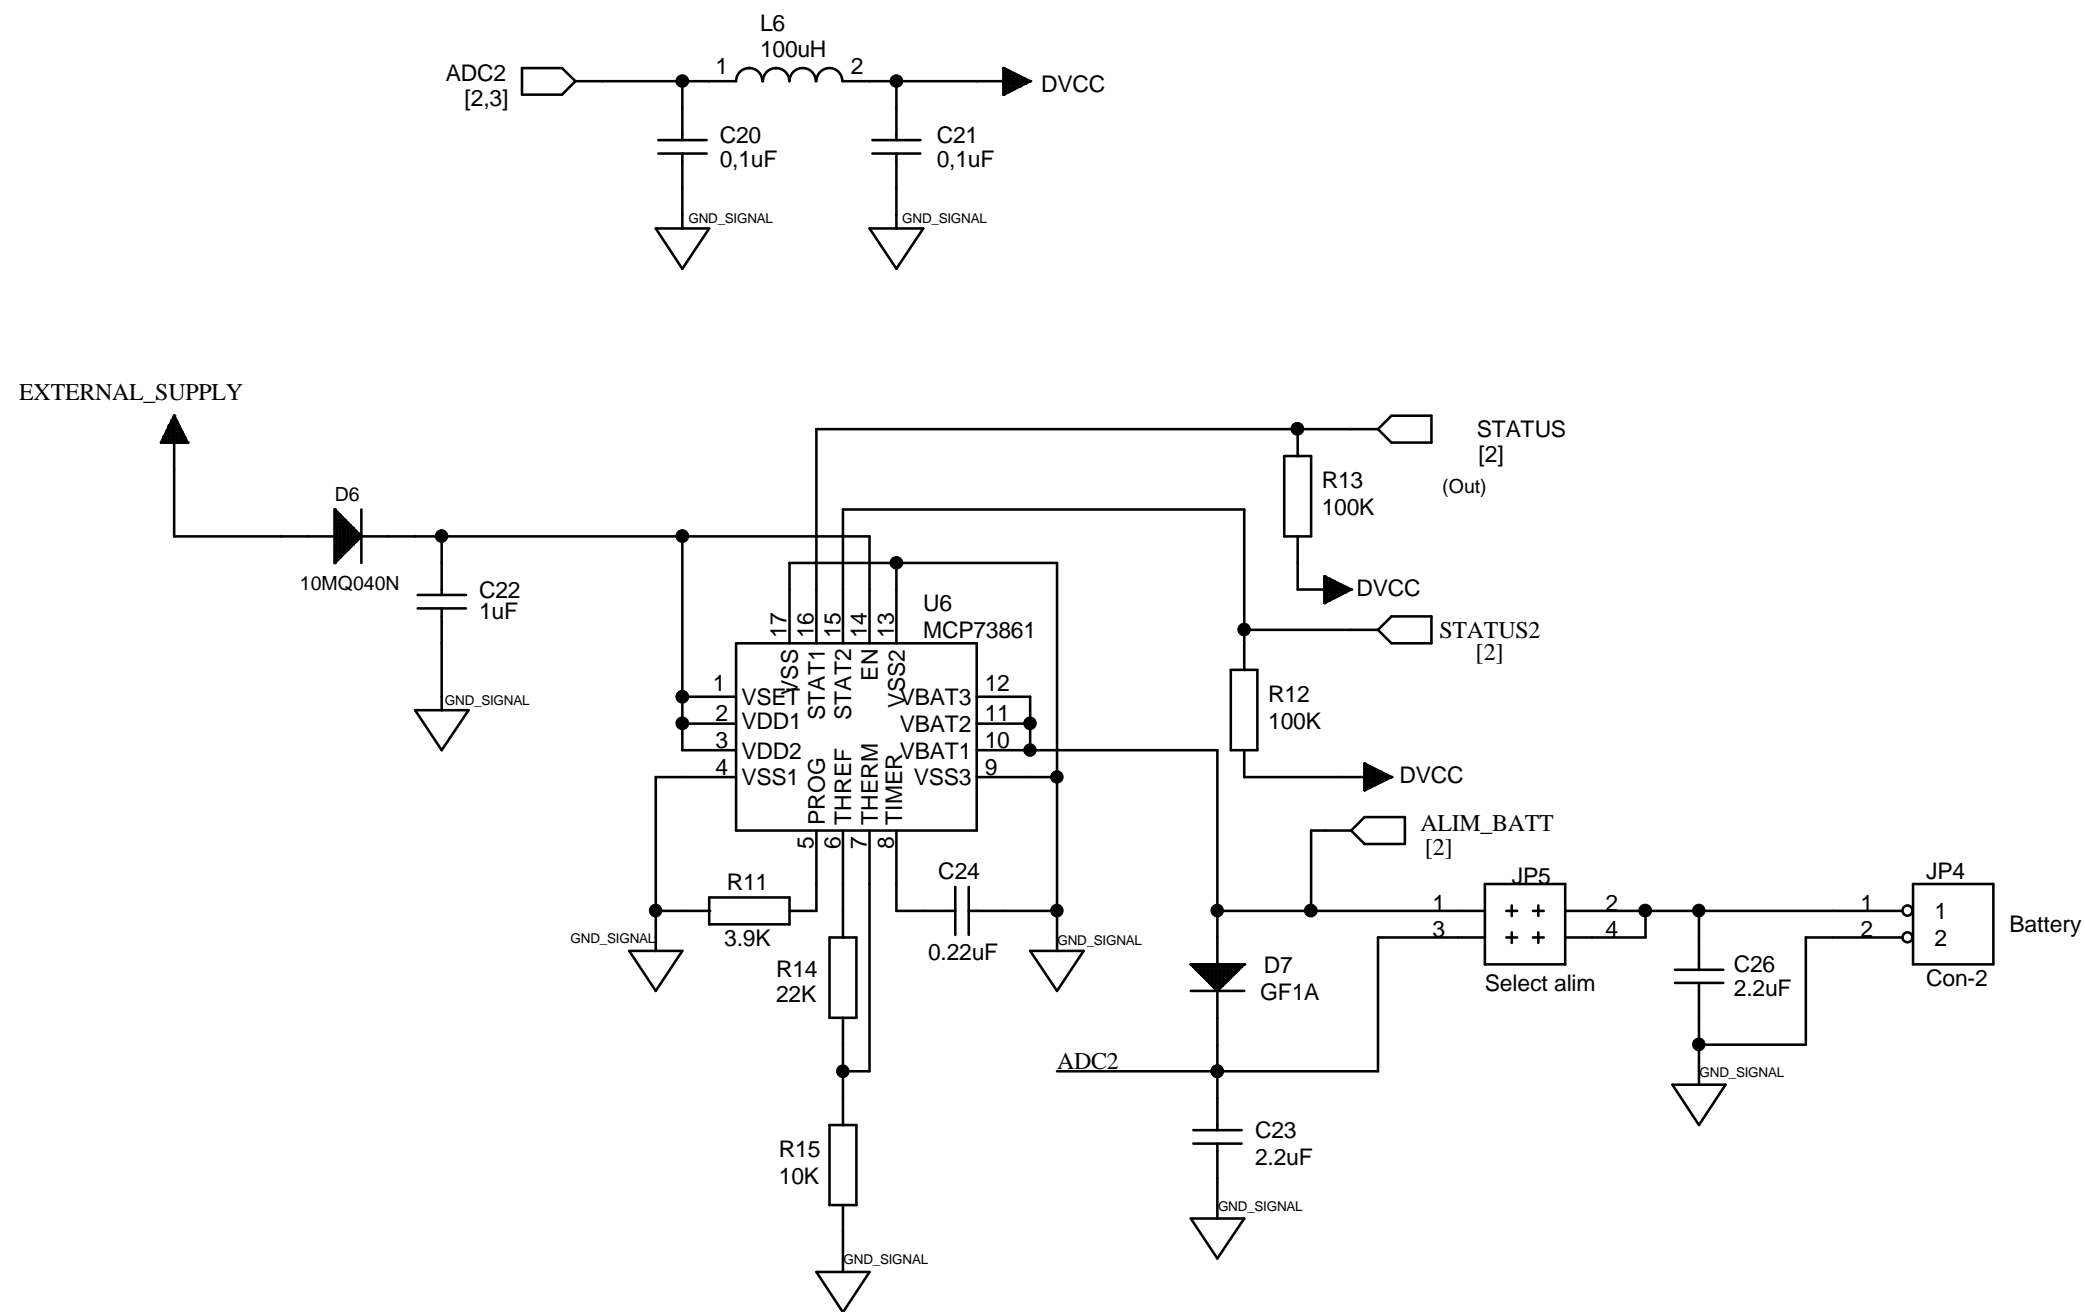 L6
100uH
1
2
ADC2
[2,3]
DVCC
C20
0,1uF
C21
0,1uF
GND_SIGNAL
GND_SIGNAL
EXTERNAL_SUPPLY
STATUS
[2]
(Out)
R13
100K
D6
10MQ040N
C22
1uF
DVCC
U6
MCP73861
STATUS2
[2]
17
16
15
14
13
VSS
STAT1
STAT2
EN
VSS2
GND_SIGNAL
1
VSET
2
VDD1
3
VDD2
4
VSS1
VBAT3
12
VBAT2
11
VBAT1
10
VSS3
9
R12
100K
DVCC
PROG
THREF
THERM
TIMER
5
6
7
8
ALIM_BATT
[2]
R11
3.9K
C24
0.22uF
GND_SIGNAL
GND_SIGNAL
JP5
1
2
3
4
Select alim
JP4
1
1
2
2
Con-2
Battery
R14
22K
D7
GF1A
C26
2.2uF
ADC2
GND_SIGNAL
R15
10K
C23
2.2uF
GND_SIGNAL
GND_SIGNAL